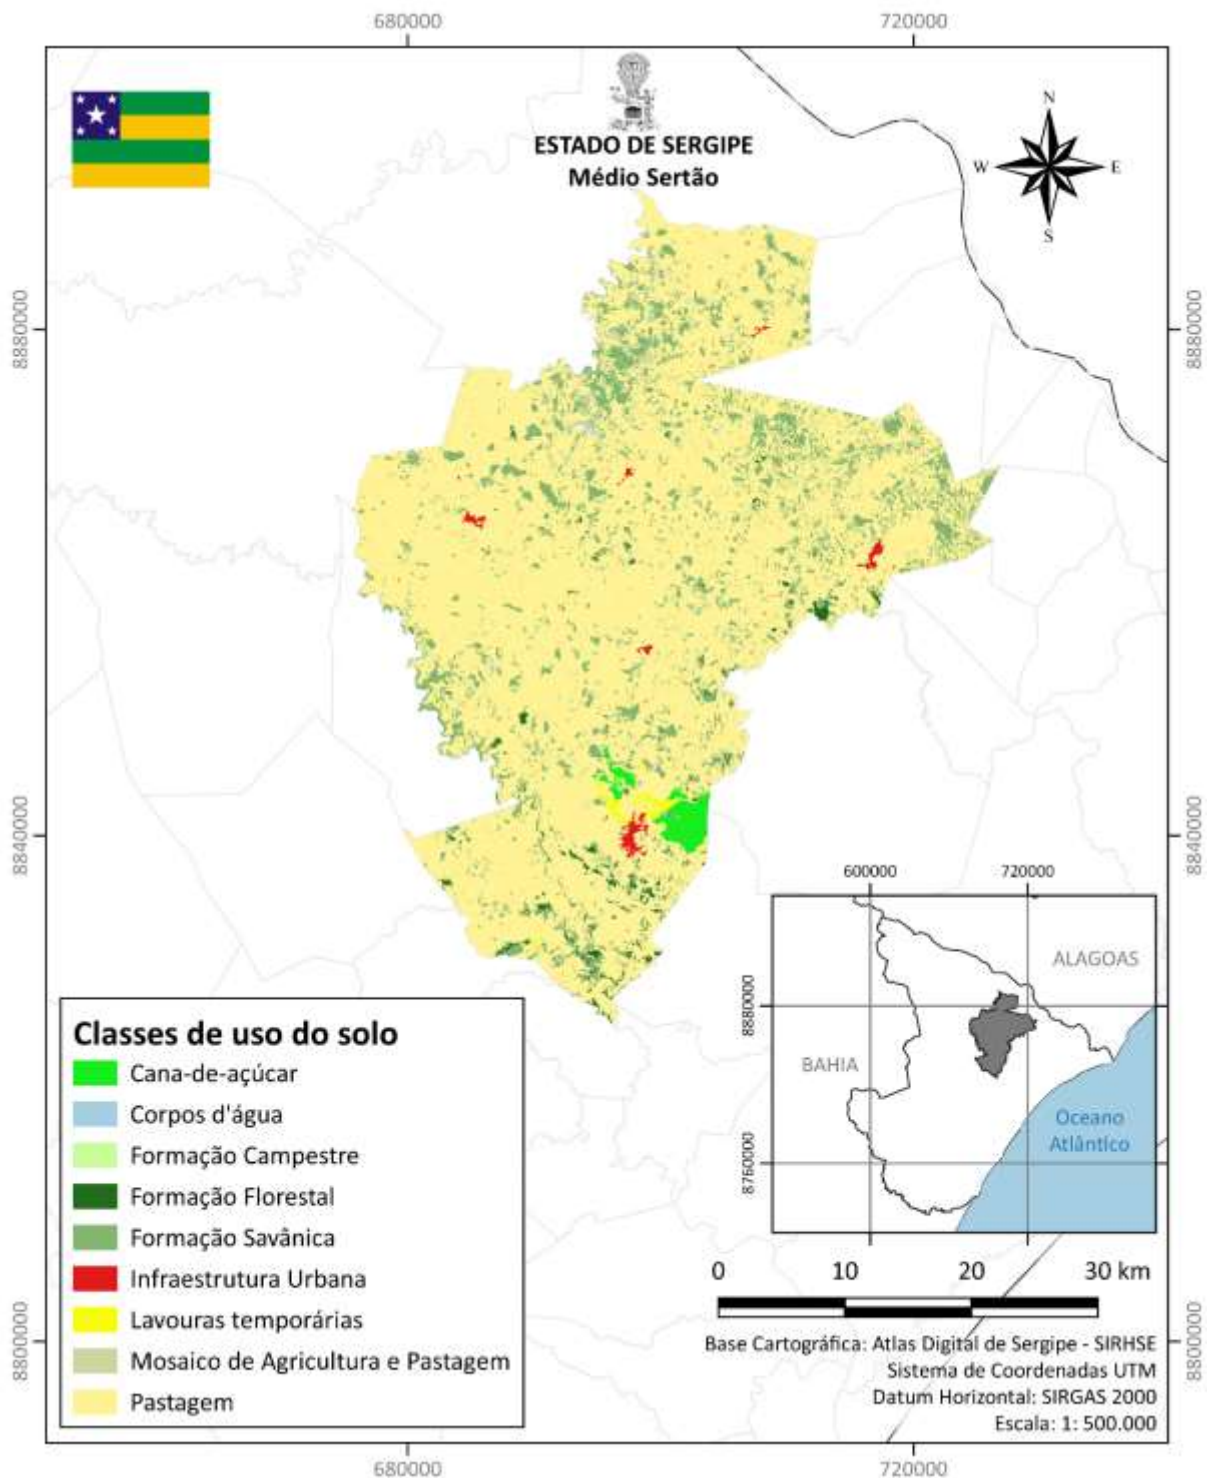 680000
720000
ESTADO DE SERGIPE
Médio Sertão
N
W
E
S
8880000
8880000
8840000
8840000
600000
720000
ALAGOAS
8880000
BAHIA
Oceano
Atlântico
8760000
Classes de uso do solo
Cana-de-açúcar
Corpos d'água
Formação Campestre
Formação Florestal
Formação Savânica
Infraestrutura Urbana
Lavouras temporárias
Mosaico de Agricultura e Pastagem
Pastagem
0 10 20 30 km
8800000
8800000
Base Cartográfica: Atlas Digital de Sergipe - SIRHSE
Sistema de Coordenadas UTM
Datum Horizontal: SIRGAS 2000
Escala: 1: 500.000
680000
720000